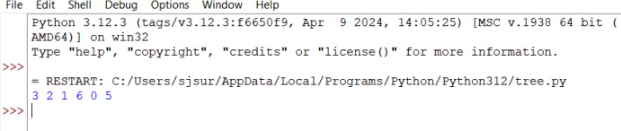 File Edit Shell Debug Options Window Help
Python 3.12.3 (tags/v3.12.3:f6650f9, Apr  9 2024, 14:05:25) [MSC v.1938 64 bit (
AMD64)] on win32
Type "help", "copyright", "credits" or "license()" for more information.
>>>
= RESTART: C:/Users/sjsur/AppData/Local/Programs/Python/Python312/tree.py
3 2 1 6 0 5
>>>